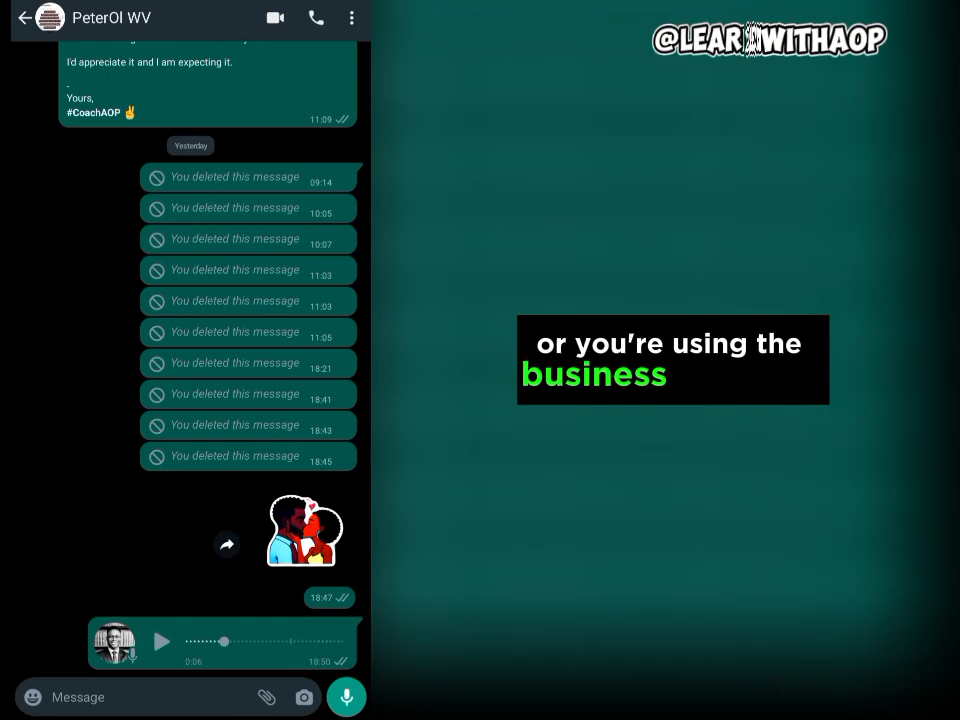 PeterOl WV
I'd appreciate it and I am expecting it.
-
Yours,
#CoachAOP ✌
11:09
Yesterday
You deleted this message 09:14
You deleted this message 10:05
You deleted this message 10:07
You deleted this message 11:03
You deleted this message 11:03
You deleted this message 11:05
You deleted this message 18:21
You deleted this message 18:41
You deleted this message 18:43
You deleted this message 18:45
18:47
0:06 18:50
Message
@LEARNWITHAOP
or you're using the
business